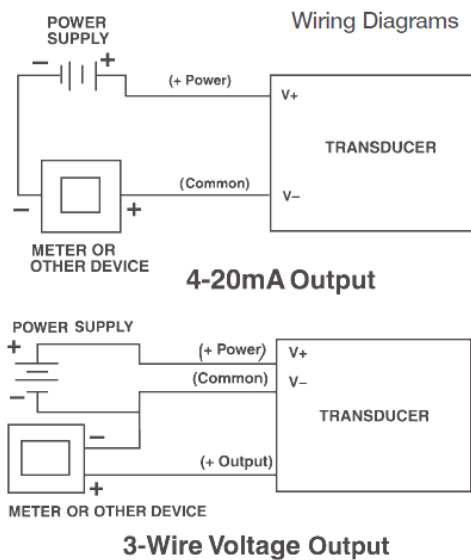 Wiring Diagrams
POWER
SUPPLY
− +
(+ Power)
V+
TRANSDUCER
(Common)
V−
− +
METER OR
OTHER DEVICE
4-20mA Output
POWER SUPPLY
+
−
(+ Power)
V+
(Common)
V−
TRANSDUCER
−
(+ Output)
+
METER OR OTHER DEVICE
3-Wire Voltage Output